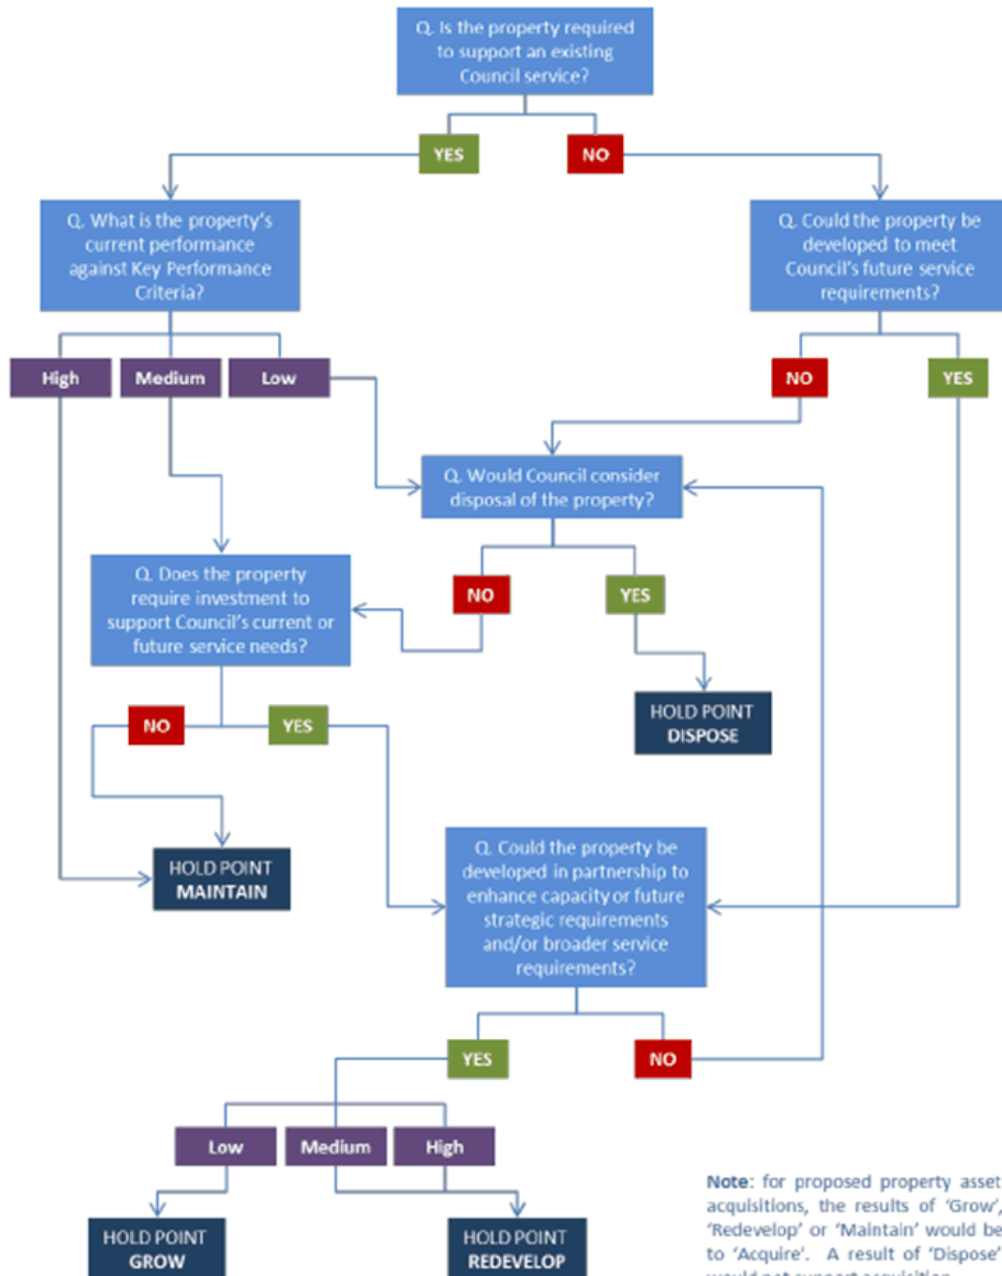 Q. Is the property required
to support an existing
Council service?
YES
NO
Q. What is the property's
current performance
against Key Performance
Criteria?
Q. Could the property be
developed to meet
Council's future service
requirements?
High
Medium
Low
NO
YES
Q. Would Council consider
disposal of the property?
Q. Does the property
require investment to
support Council's current or
future service needs?
NO
YES
NO
YES
HOLD POINT
DISPOSE
HOLD POINT
MAINTAIN
Q. Could the property be
developed in partnership to
enhance capacity or future
strategic requirements
and/or broader service
requirements?
YES
NO
Low
Medium
High
HOLD POINT
GROW
HOLD POINT
REDEVELOP
Note: for proposed property asset
acquisitions, the results of 'Grow',
'Redevelop' or 'Maintain' would be
to 'Acquire'. A result of 'Dispose'
would not support acquisition